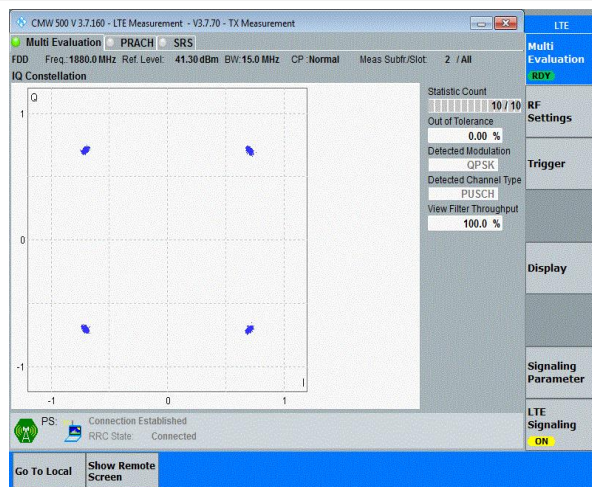 CMW 500 V 3.7.160 - LTE Measurement - V3.7.70 - TX Measurement
LTE
Multi Evaluation PRACH SRS
FDD Freq.: 1880.0 MHz Ref. Level: 41.30 dBm BW: 15.0 MHz CP :Normal Meas Subfr./Slot: 2 / All
IQ Constellation
Q
1
0
-1
-1 0 1
I
Statistic Count
10 / 10
Out of Tolerance
0.00 %
Detected Modulation
QPSK
Detected Channel Type
PUSCH
View Filter Throughput
100.0 %
Multi
Evaluation
RDY
RF
Settings
Trigger
Display
Signaling
Parameter
LTE
Signaling
ON
PS: Connection Established
RRC State: Connected
Go To Local
Show Remote
Screen